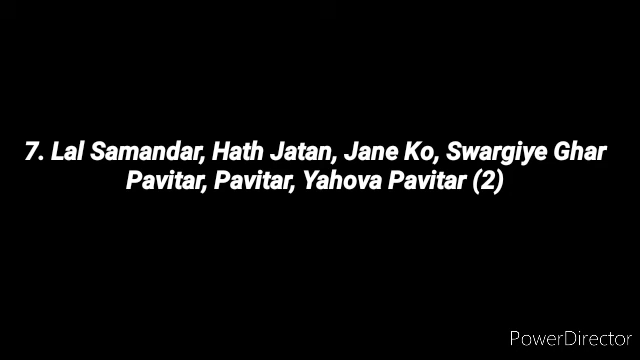 7. Lal Samandar, Hath Jatan, Jane Ko, Swargiye Ghar
Pavitar, Pavitar, Yahova Pavitar (2)
PowerDirector